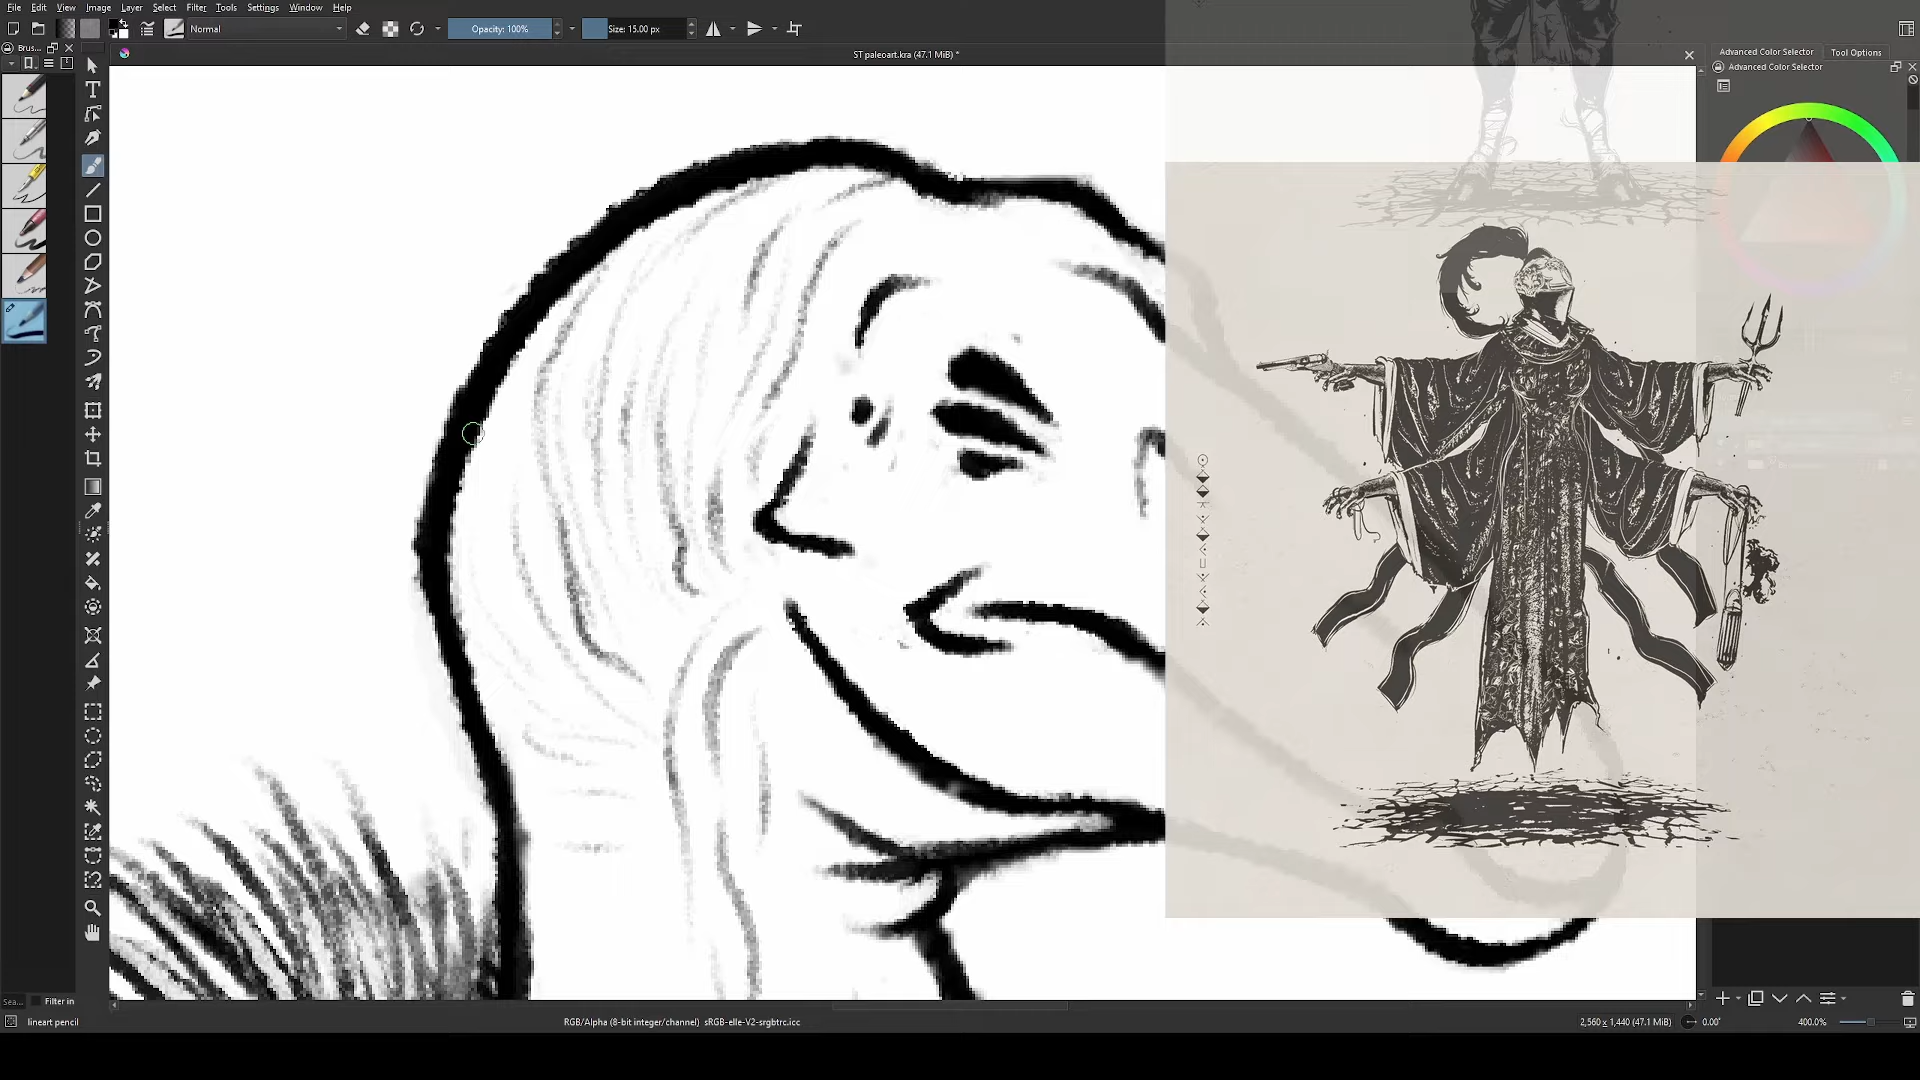 File Edit View Image Layer Select Filter Tools Settings Window Help
Normal
Opacity: 100%
Size: 15.00 px
Brus...
ST paleoart.kra (47.1 MiB) *
Advanced Color Selector
Tool Options
Advanced Color Selector
Sea...
Filter in
lineart pencil
RGB/Alpha (8-bit integer/channel) sRGB-elle-V2-srgbtrc.icc
2,560 x 1,440 (47.1 MiB)
0.00°
400.0%